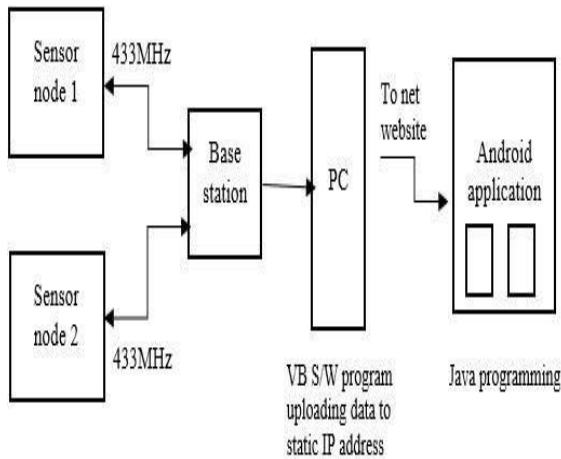 Sensor
node 1
433MHz
Base
station
Sensor
node 2
433MHz
PC
VB S/W program
uploading data to
static IP address
To net
website
Android
application
Java programming